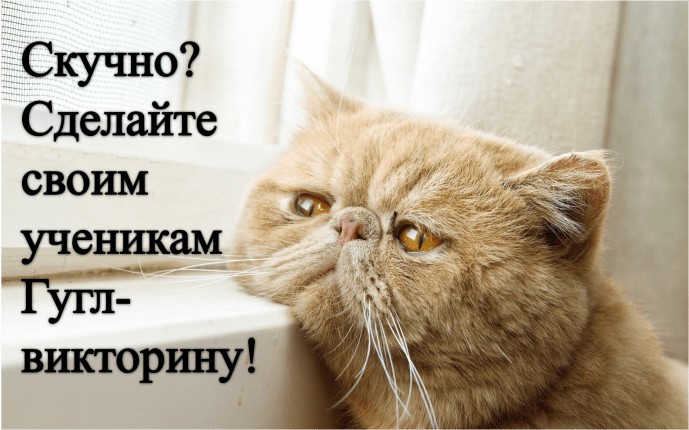 Скучно?
Сделайте
своим
ученикам
Гугл-
викторину!